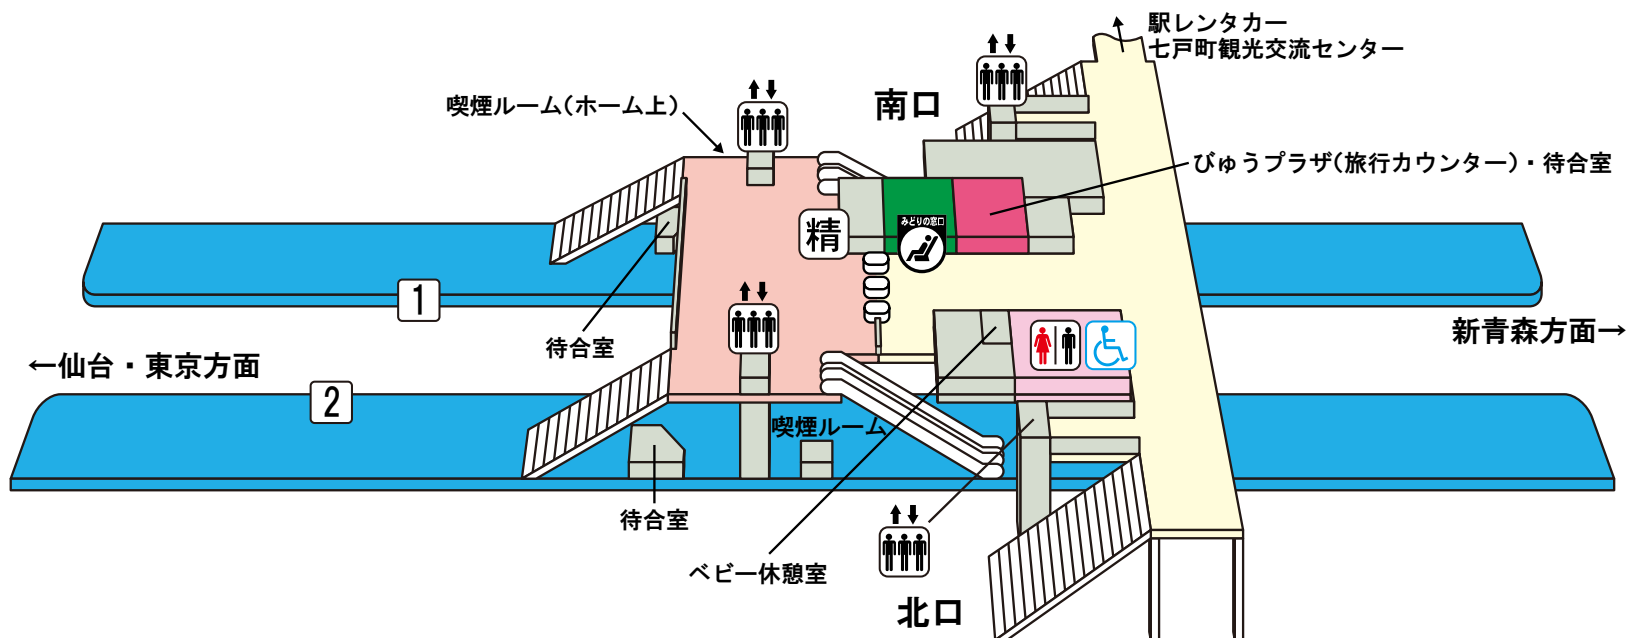 駅レンタカー
七戸町観光交流センター
喫煙ルーム(ホーム上)
南口
びゅうプラザ(旅行カウンター)・待合室
精
みどりの窓口
1
待合室
←仙台・東京方面
新青森方面→
2
喫煙ルーム
待合室
ベビー休憩室
北口